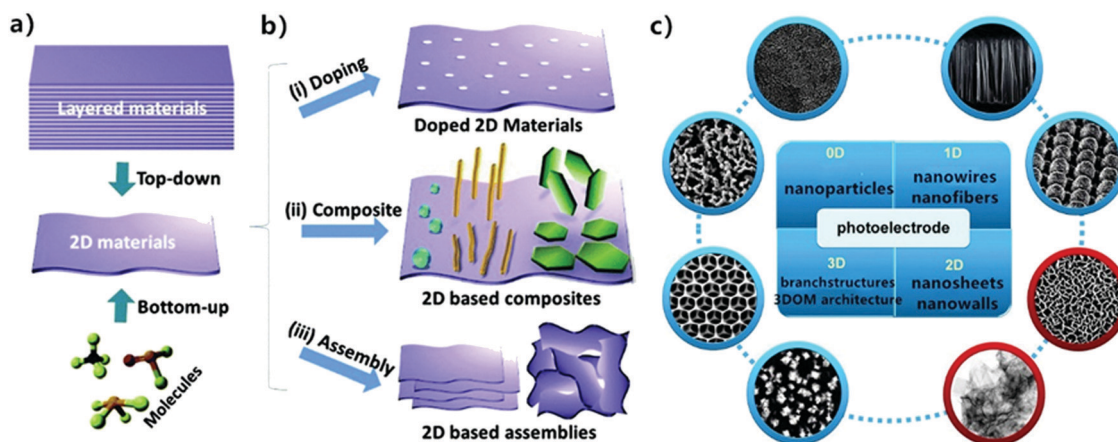 a)
Layered materials
Top-down
2D materials
Bottom-up
Molecules
b)
(i) Doping
Doped 2D Materials
(ii) Composite
2D based composites
(iii) Assembly
2D based assemblies
c)
0D
nanoparticles
1D
nanowires
nanofibers
photoelectrode
3D
branchstructures
3DOM architecture
2D
nanosheets
nanowalls